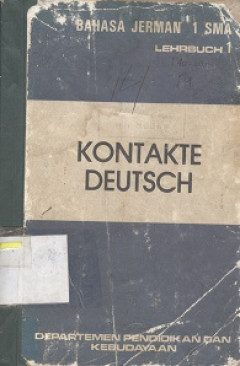 BAHASA JERMAN 1 SMA
LEHRBUCH 1
KONTAKTE
DEUTSCH
DEPARTEMEN PENDIDIKAN DAN
KEBUDAYAAN